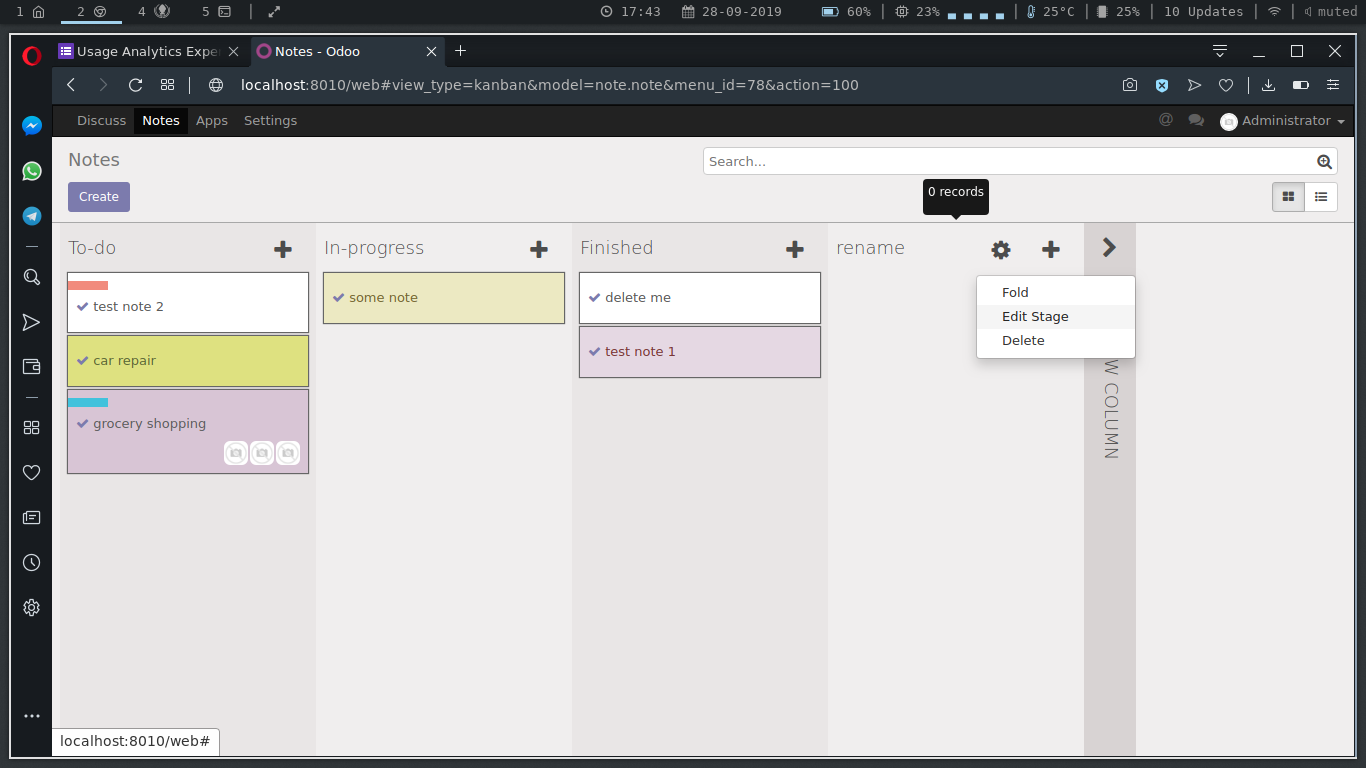 1 2 4 5 17:43 28-09-2019 60% 23% 25°C 25% 10 Updates muted
Usage Analytics Expe Notes - Odoo
localhost:8010/web#view_type=kanban&model=note.note&menu_id=78&action=100
Discuss Notes Apps Settings @ Administrator
Notes Search...
Create 0 records
To-do In-progress Finished rename
test note 2
car repair
grocery shopping
some note
delete me
test note 1
Fold
Edit Stage
Delete
W COLUMN
localhost:8010/web#